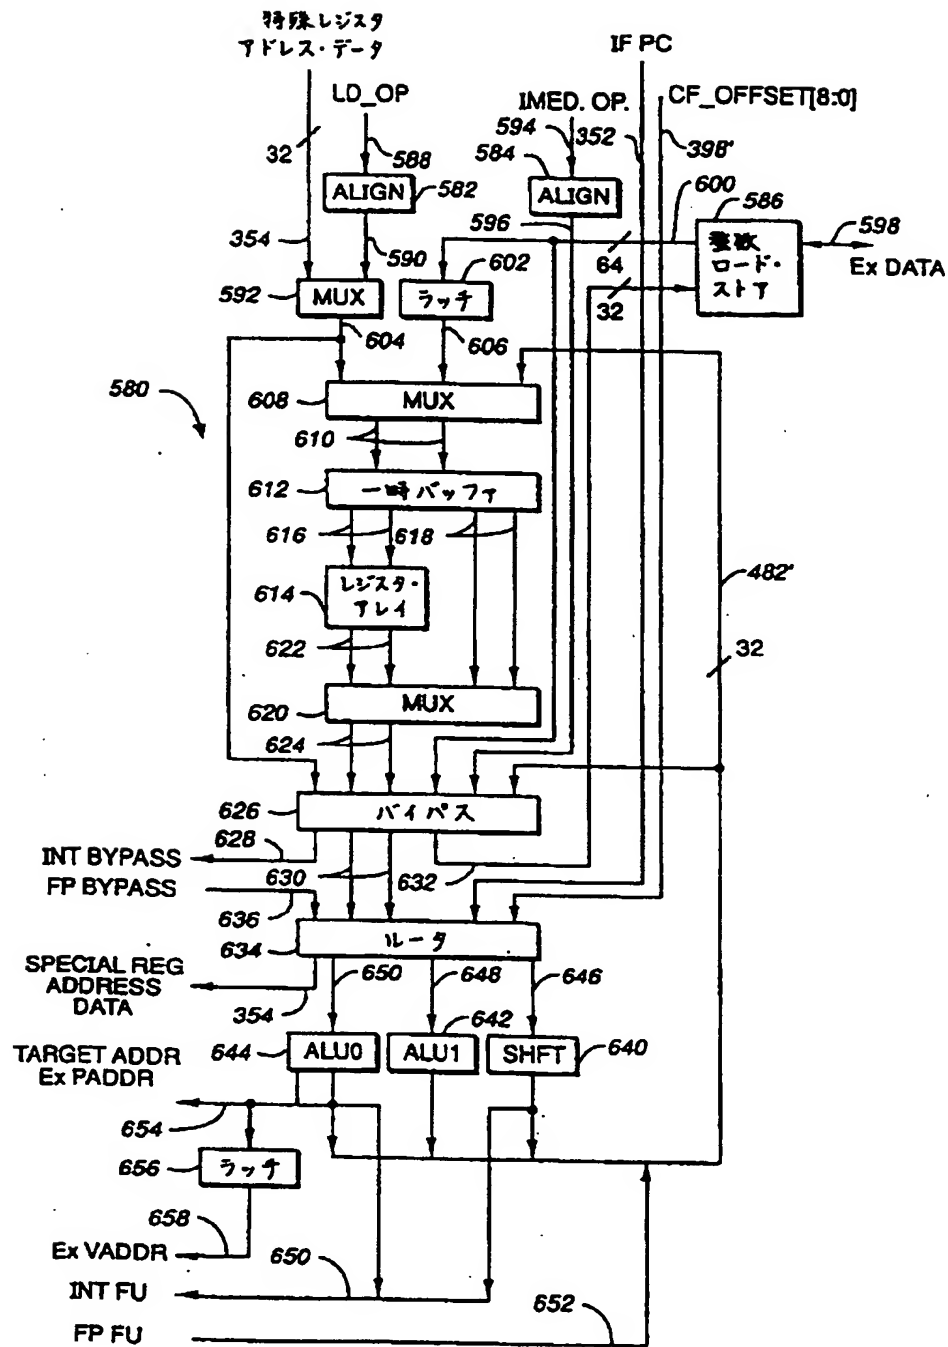 特殊レジスタ
アドレス・データ
IF PC
LD_OP
IMED. OP.
CF_OFFSET[8:0]
32
588
594
352
398'
ALIGN
582
584
ALIGN
600
586
354
590
596
602
64
整数
ロード・
ストア
598
Ex DATA
592
MUX
ラッチ
32
604
606
580
608
MUX
610
612
一時バッファ
616
618
482'
614
レジスタ・
アレイ
622
32
620
MUX
624
626
バイパス
628
INT BYPASS
630
632
FP BYPASS
636
634
ルータ
SPECIAL REG
ADDRESS
DATA
650
648
646
354
642
644
ALU0
ALU1
SHFT
640
TARGET ADDR
Ex PADDR
654
656
ラッチ
658
Ex VADDR
650
INT FU
652
FP FU